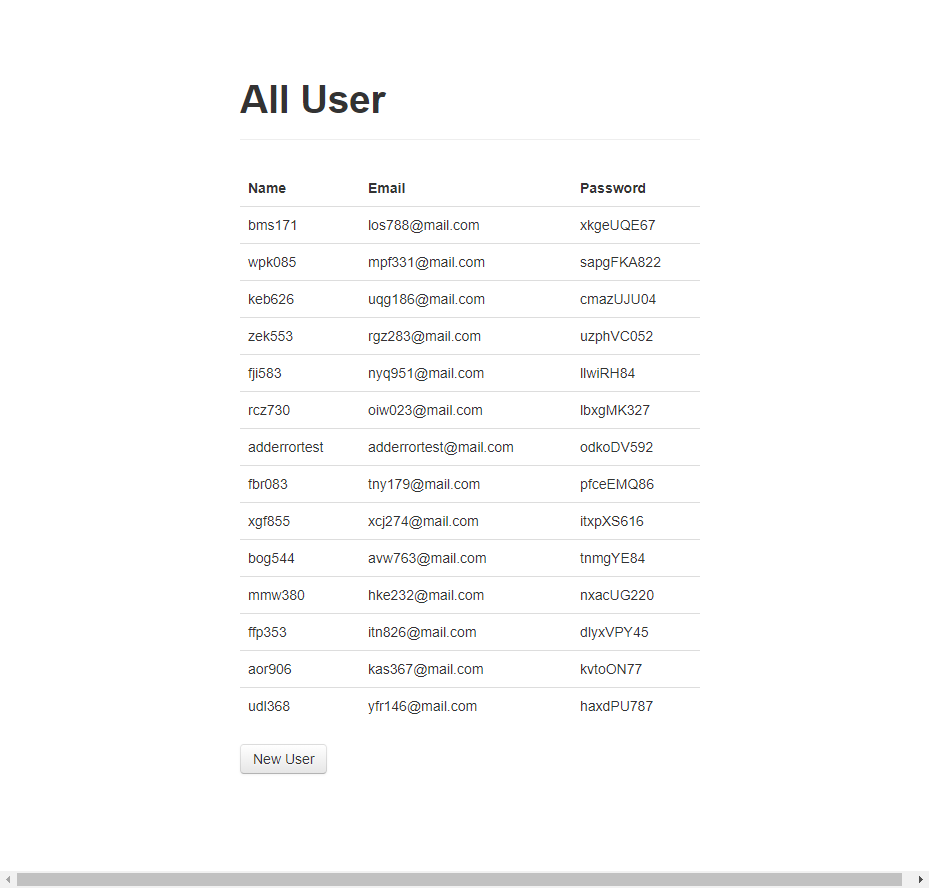 All User
Name Email Password
bms171 los788@mail.com xkgeUQE67
wpk085 mpf331@mail.com sapgFKA822
keb626 uqg186@mail.com cmazUJU04
zek553 rgz283@mail.com uzphVC052
fji583 nyq951@mail.com llwiRH84
rcz730 oiw023@mail.com lbxgMK327
adderrortest adderrortest@mail.com odkoDV592
fbr083 tny179@mail.com pfceEMQ86
xgf855 xcj274@mail.com itxpXS616
bog544 avw763@mail.com tnmgYE84
mmw380 hke232@mail.com nxacUG220
ffp353 itn826@mail.com dlyxVPY45
aor906 kas367@mail.com kvtoON77
udl368 yfr146@mail.com haxdPU787
New User